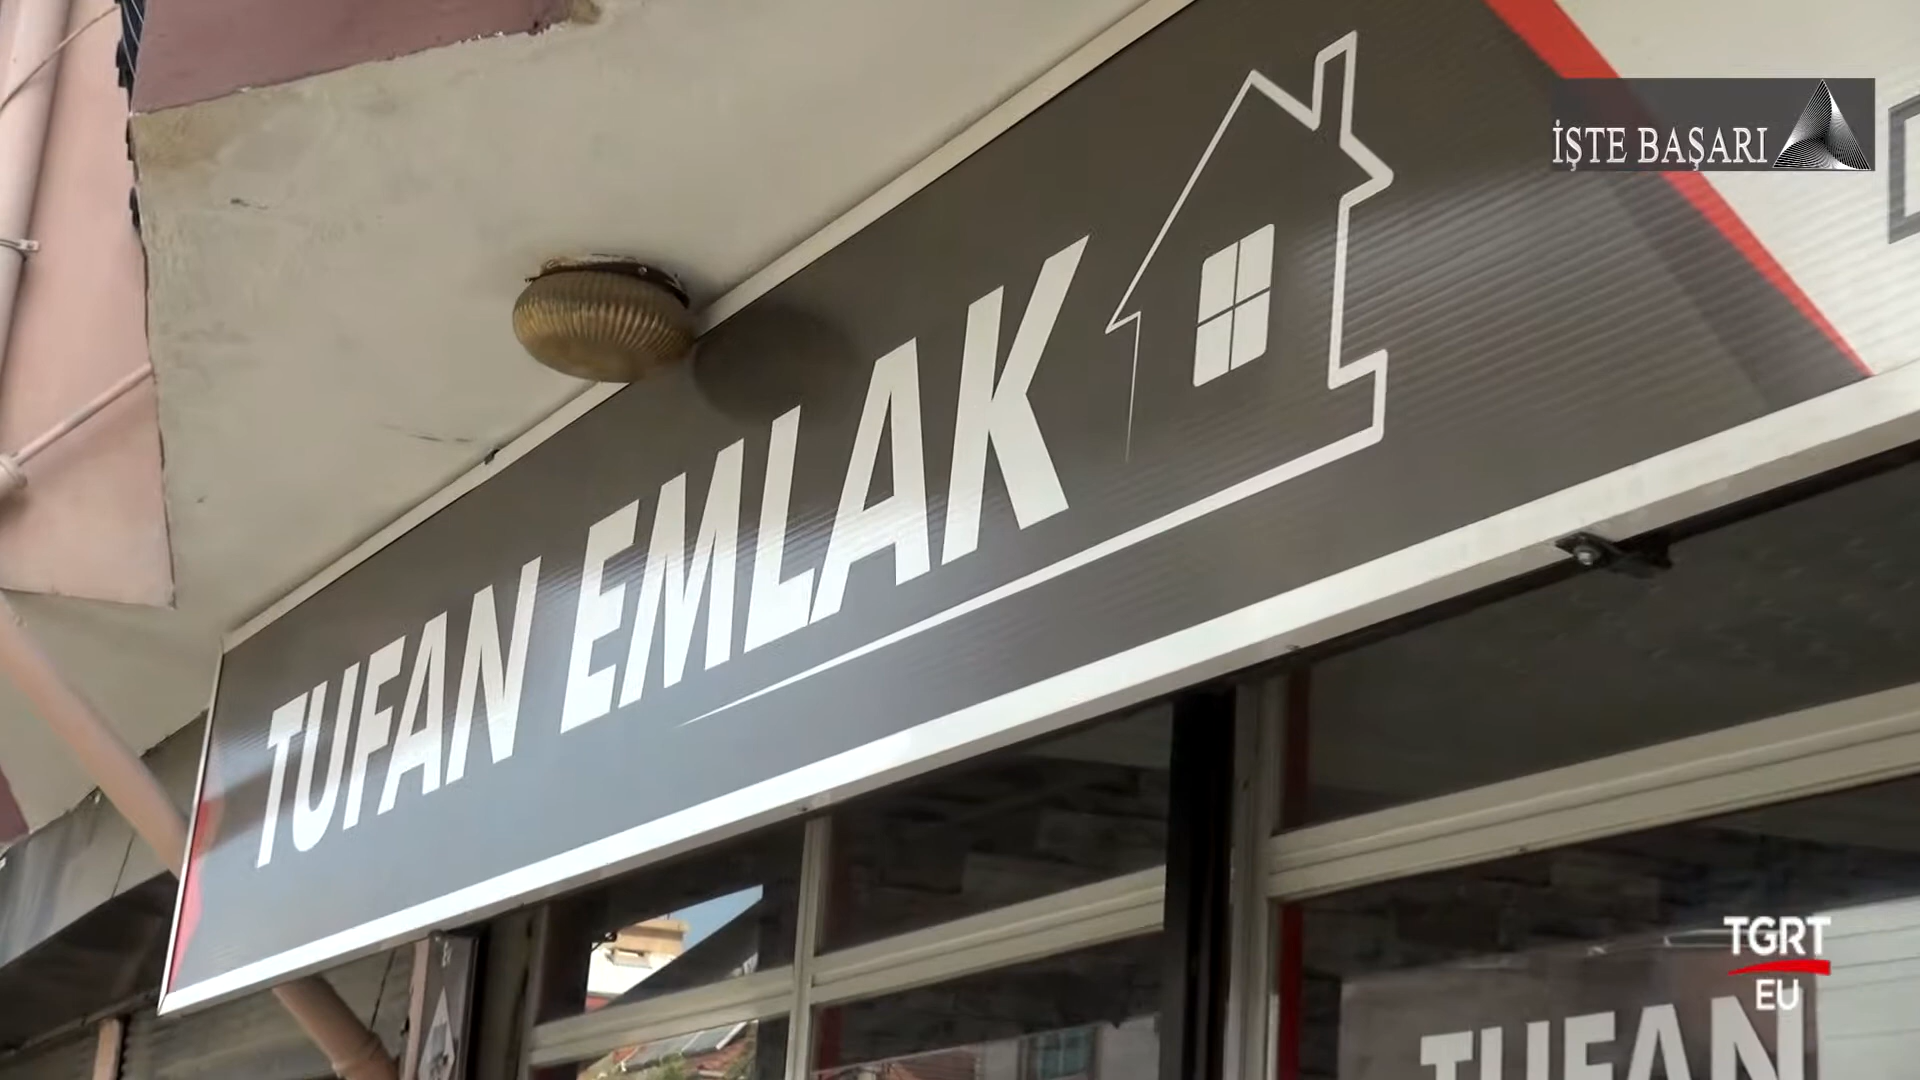 İŞTE BAŞARI
TUFAN EMLAK
TGRT
EU
TUFAN